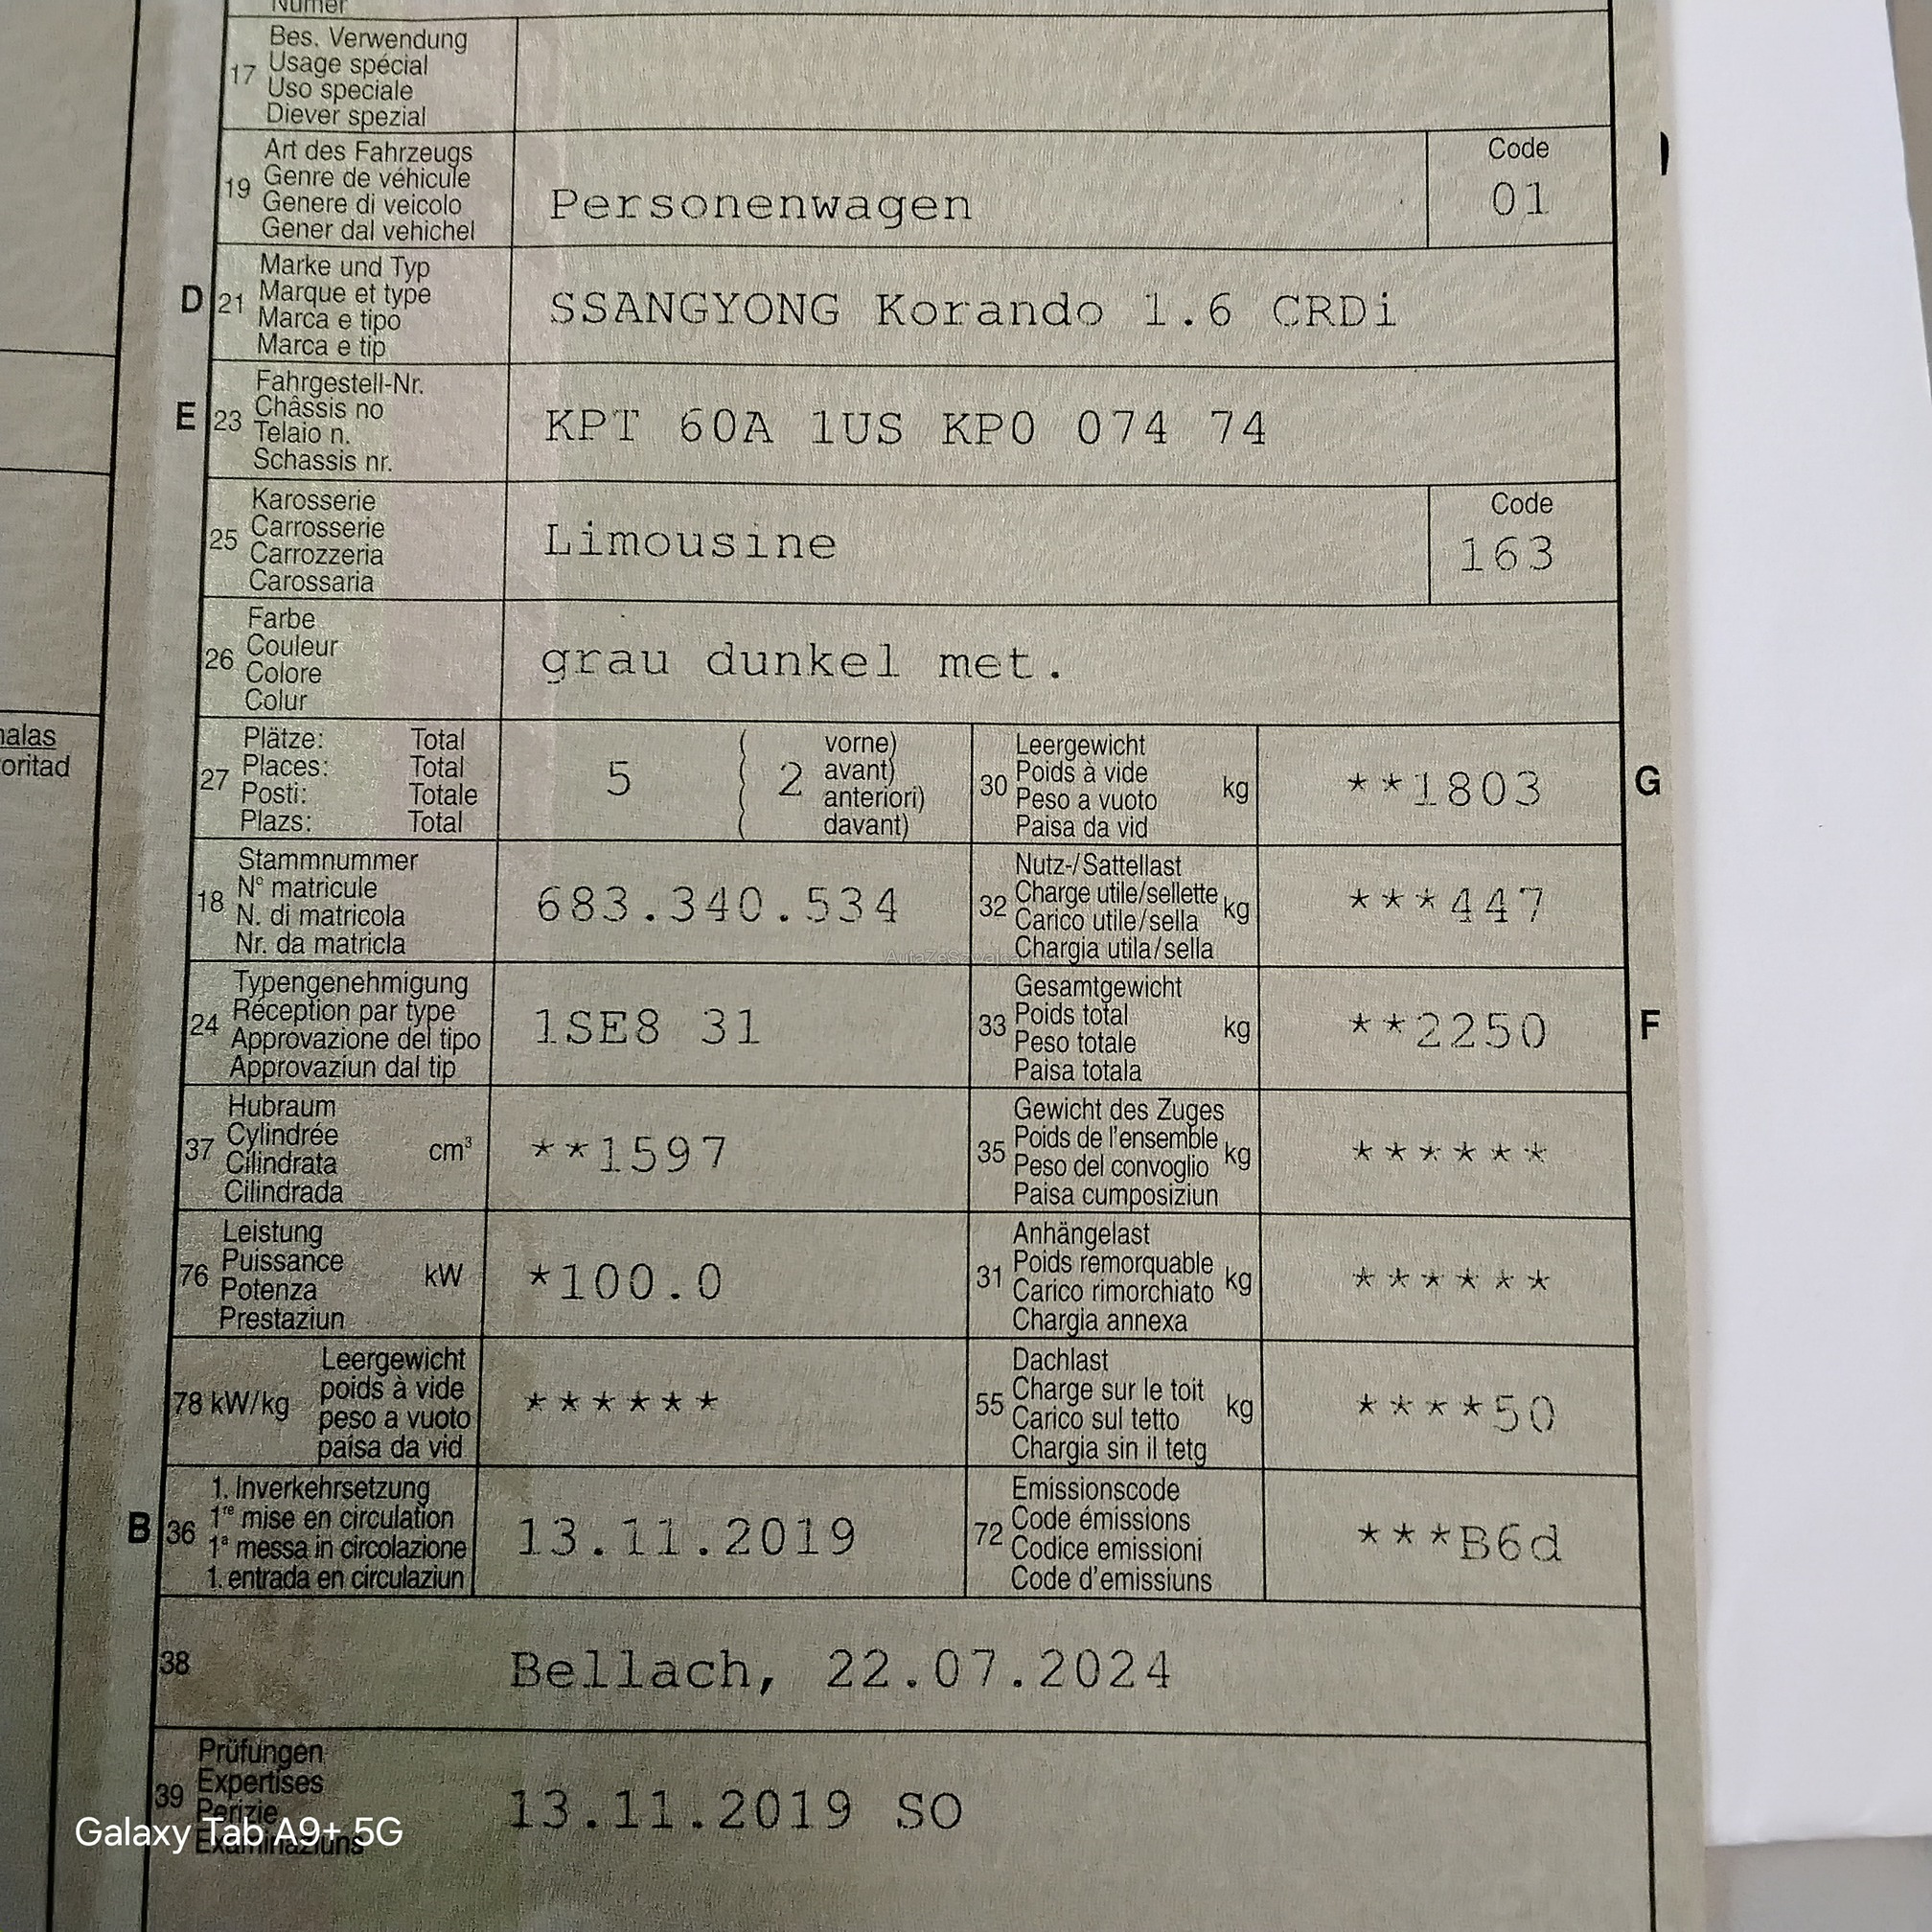 Numer
17 Bes. Verwendung
Usage spécial
Uso speciale
Diever spezial
19 Art des Fahrzeugs
Genre de véhicule
Genere di veicolo
Gener dal vehichel
Personenwagen
Code
01
D 21 Marke und Typ
Marque et type
Marca e tipo
Marca e tip
SSANGYONG Korando 1.6 CRDi
E 23 Fahrgestell-Nr.
Châssis no
Telaio n.
Schassis nr.
KPT 60A 1US KP0 074 74
25 Karosserie
Carrosserie
Carrozzeria
Carossaria
Limousine
Code
163
26 Farbe
Couleur
Colore
Colur
grau dunkel met.
nalas
oritad
27 Plätze: Total
Places: Total
Posti: Totale
Plazs: Total
5 ( 2 vorne)
( avant)
( anteriori)
( davant)
30 Leergewicht
Poids à vide
Peso a vuoto
Paisa da vid
kg
**1803
G
18 Stammnummer
N° matricule
N. di matricola
Nr. da matricla
683.340.534
32 Nutz-/Sattellast
Charge utile/sellette
Carico utile/sella
Chargia utila/sella
kg
***447
24 Typengenehmigung
Réception par type
Approvazione del tipo
Approvaziun dal tip
1SE8 31
33 Gesamtgewicht
Poids total
Peso totale
Paisa totala
kg
**2250
F
37 Hubraum
Cylindrée
Cilindrata
Cilindrada
cm³
**1597
35 Gewicht des Zuges
Poids de l'ensemble
Peso del convoglio
Paisa cumposiziun
kg
******
76 Leistung
Puissance
Potenza
Prestaziun
kW
*100.0
31 Anhängelast
Poids remorquable
Carico rimorchiato
Chargia annexa
kg
******
78 kW/kg Leergewicht
poids à vide
peso a vuoto
paisa da vid
******
55 Dachlast
Charge sur le toit
Carico sul tetto
Chargia sin il tetg
kg
****50
B 36 1. Inverkehrsetzung
1re mise en circulation
1a messa in circolazione
1. entrada en circulaziun
13.11.2019
72 Emissionscode
Code émissions
Codice emissioni
Code d'emissiuns
***B6d
38 Bellach, 22.07.2024
39 Prüfungen
Expertises
Perizie
Examinaziuns
13.11.2019 SO
Galaxy Tab A9+ 5G